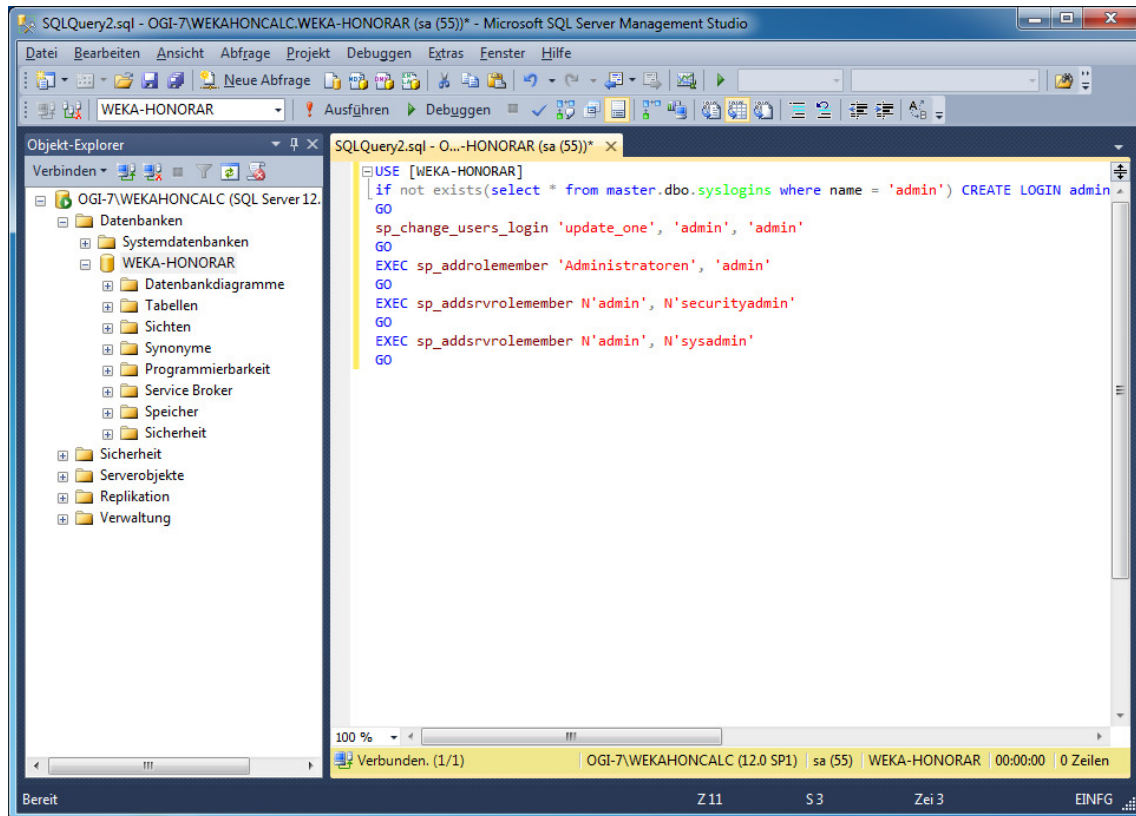 SQLQuery2.sql - OGI-7\WEKAHONCALC.WEKA-HONORAR (sa (55))* - Microsoft SQL Server Management Studio
Datei Bearbeiten Ansicht Abfrage Projekt Debuggen Extras Fenster Hilfe
Neue Abfrage
WEKA-HONORAR Ausführen Debuggen
Objekt-Explorer
Verbinden
OGI-7\WEKAHONCALC (SQL Server 12.
Datenbanken
Systemdatenbanken
WEKA-HONORAR
Datenbankdiagramme
Tabellen
Sichten
Synonyme
Programmierbarkeit
Service Broker
Speicher
Sicherheit
Sicherheit
Serverobjekte
Replikation
Verwaltung
SQLQuery2.sql - O...-HONORAR (sa (55))*
USE [WEKA-HONORAR]
if not exists(select * from master.dbo.syslogins where name = 'admin') CREATE LOGIN admin
GO
sp_change_users_login 'update_one', 'admin', 'admin'
GO
EXEC sp_addrolemember 'Administratoren', 'admin'
GO
EXEC sp_addsrvrolemember N'admin', N'securityadmin'
GO
EXEC sp_addsrvrolemember N'admin', N'sysadmin'
GO
100 %
Verbunden. (1/1) OGI-7\WEKAHONCALC (12.0 SP1) sa (55) WEKA-HONORAR 00:00:00 0 Zeilen
Bereit Z 11 S 3 Zei 3 EINFG